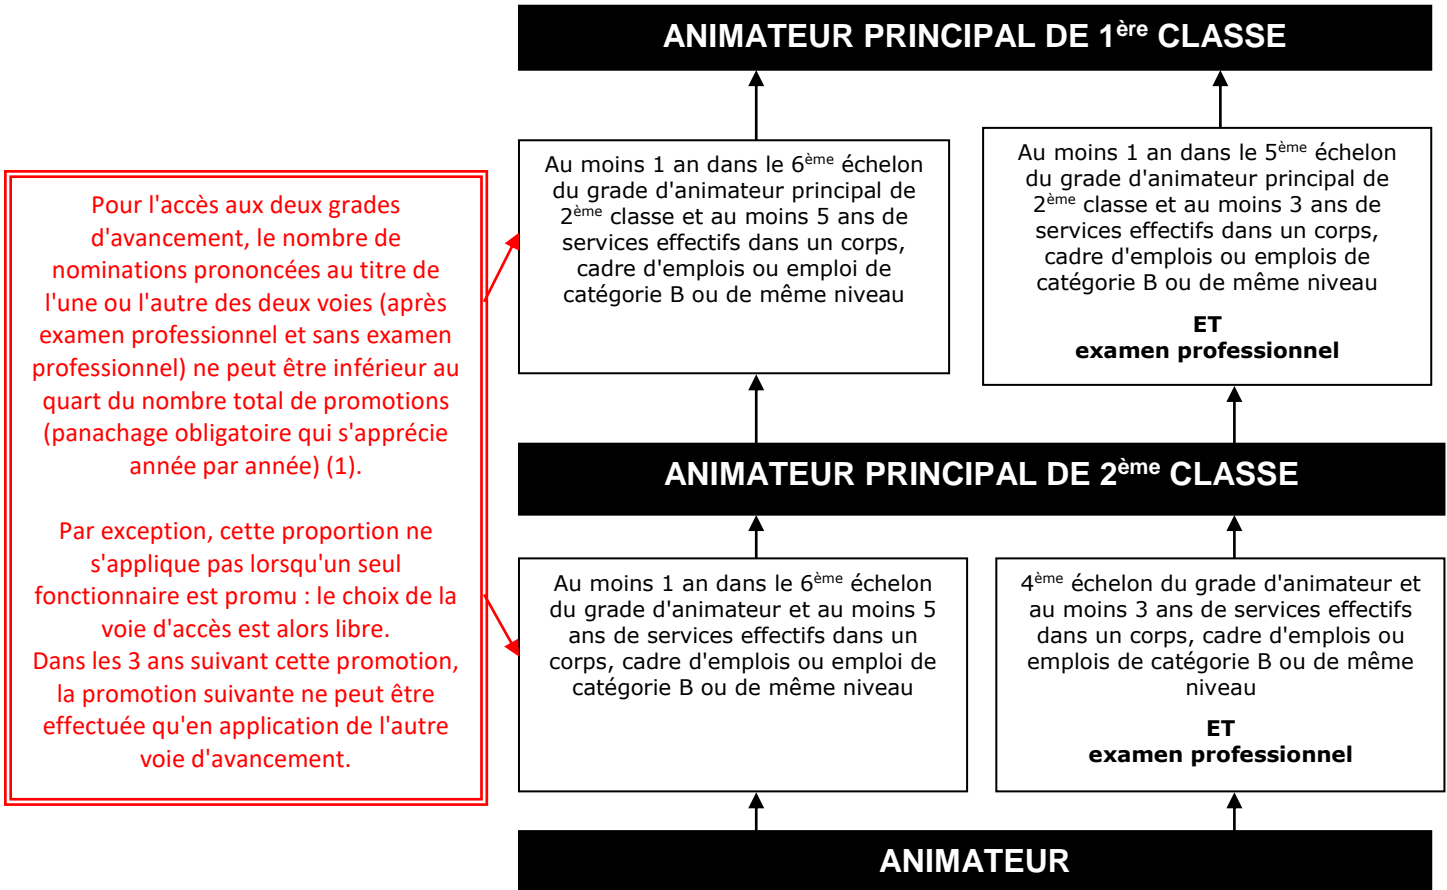 ANIMATEUR PRINCIPAL DE 1ère CLASSE
Au moins 1 an dans le 6ème échelon
du grade d'animateur principal de
2ème classe et au moins 5 ans de
services effectifs dans un corps,
cadre d'emplois ou emploi de
catégorie B ou de même niveau
Au moins 1 an dans le 5ème échelon
du grade d'animateur principal de
2ème classe et au moins 3 ans de
services effectifs dans un corps,
cadre d'emplois ou emplois de
catégorie B ou de même niveau
ET
examen professionnel
Pour l'accès aux deux grades
d'avancement, le nombre de
nominations prononcées au titre de
l'une ou l'autre des deux voies (après
examen professionnel et sans examen
professionnel) ne peut être inférieur au
quart du nombre total de promotions
(panachage obligatoire qui s'apprécie
année par année) (1).
Par exception, cette proportion ne
s'applique pas lorsqu'un seul
fonctionnaire est promu : le choix de la
voie d'accès est alors libre.
Dans les 3 ans suivant cette promotion,
la promotion suivante ne peut être
effectuée qu'en application de l'autre
voie d'avancement.
ANIMATEUR PRINCIPAL DE 2ème CLASSE
Au moins 1 an dans le 6ème échelon
du grade d'animateur et au moins 5
ans de services effectifs dans un
corps, cadre d'emplois ou emploi de
catégorie B ou de même niveau
4ème échelon du grade d'animateur et
au moins 3 ans de services effectifs
dans un corps, cadre d'emplois ou
emplois de catégorie B ou de même
niveau
ET
examen professionnel
ANIMATEUR